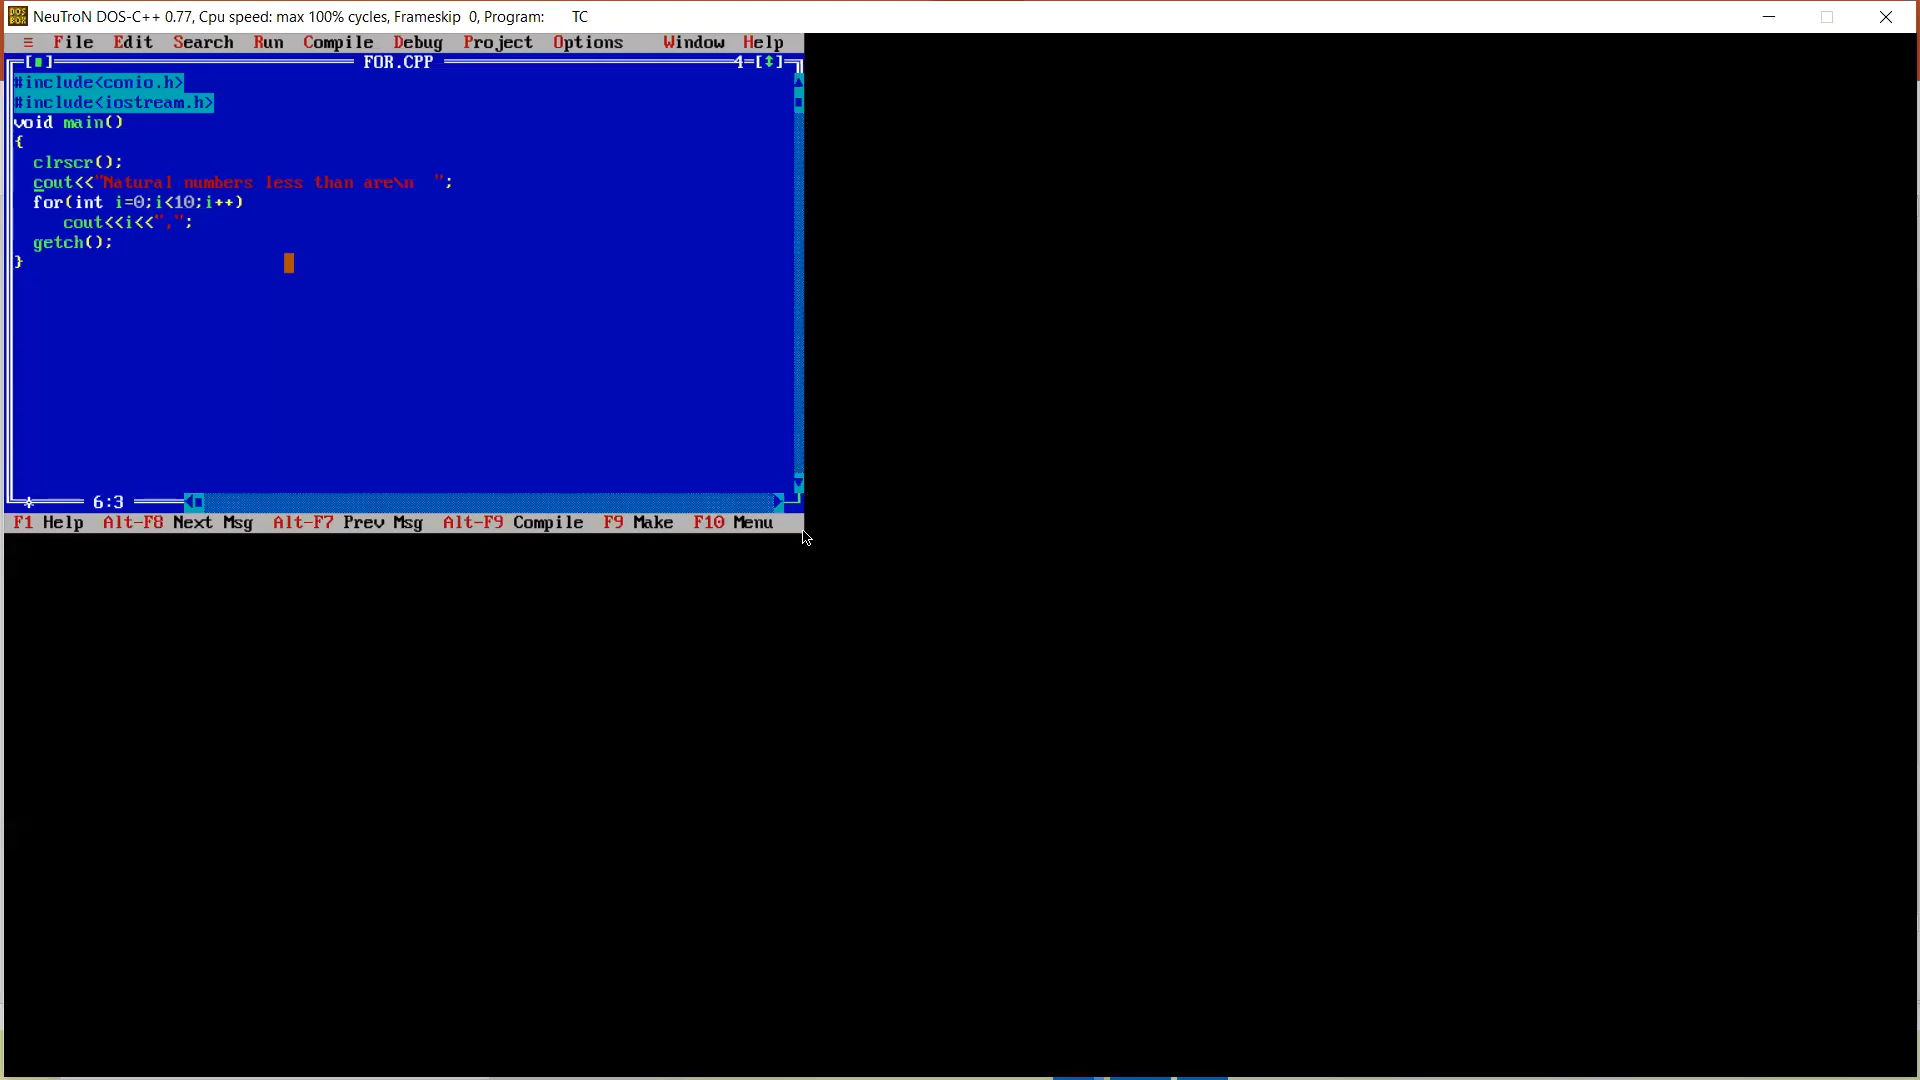 NeuTroN DOS-C++ 0.77, Cpu speed: max 100% cycles, Frameskip 0, Program: TC
≡ File Edit Search Run Compile Debug Project Options Window Help
[■] FOR.CPP 4=[↕]
#include<conio.h>
#include<iostream.h>
void main()
{
clrscr();
cout<<"Natural numbers less than are\n  ";
for(int i=0;i<10;i++)
cout<<i<<",";
getch();
}
* 6:3
F1 Help Alt-F8 Next Msg Alt-F7 Prev Msg Alt-F9 Compile F9 Make F10 Menu